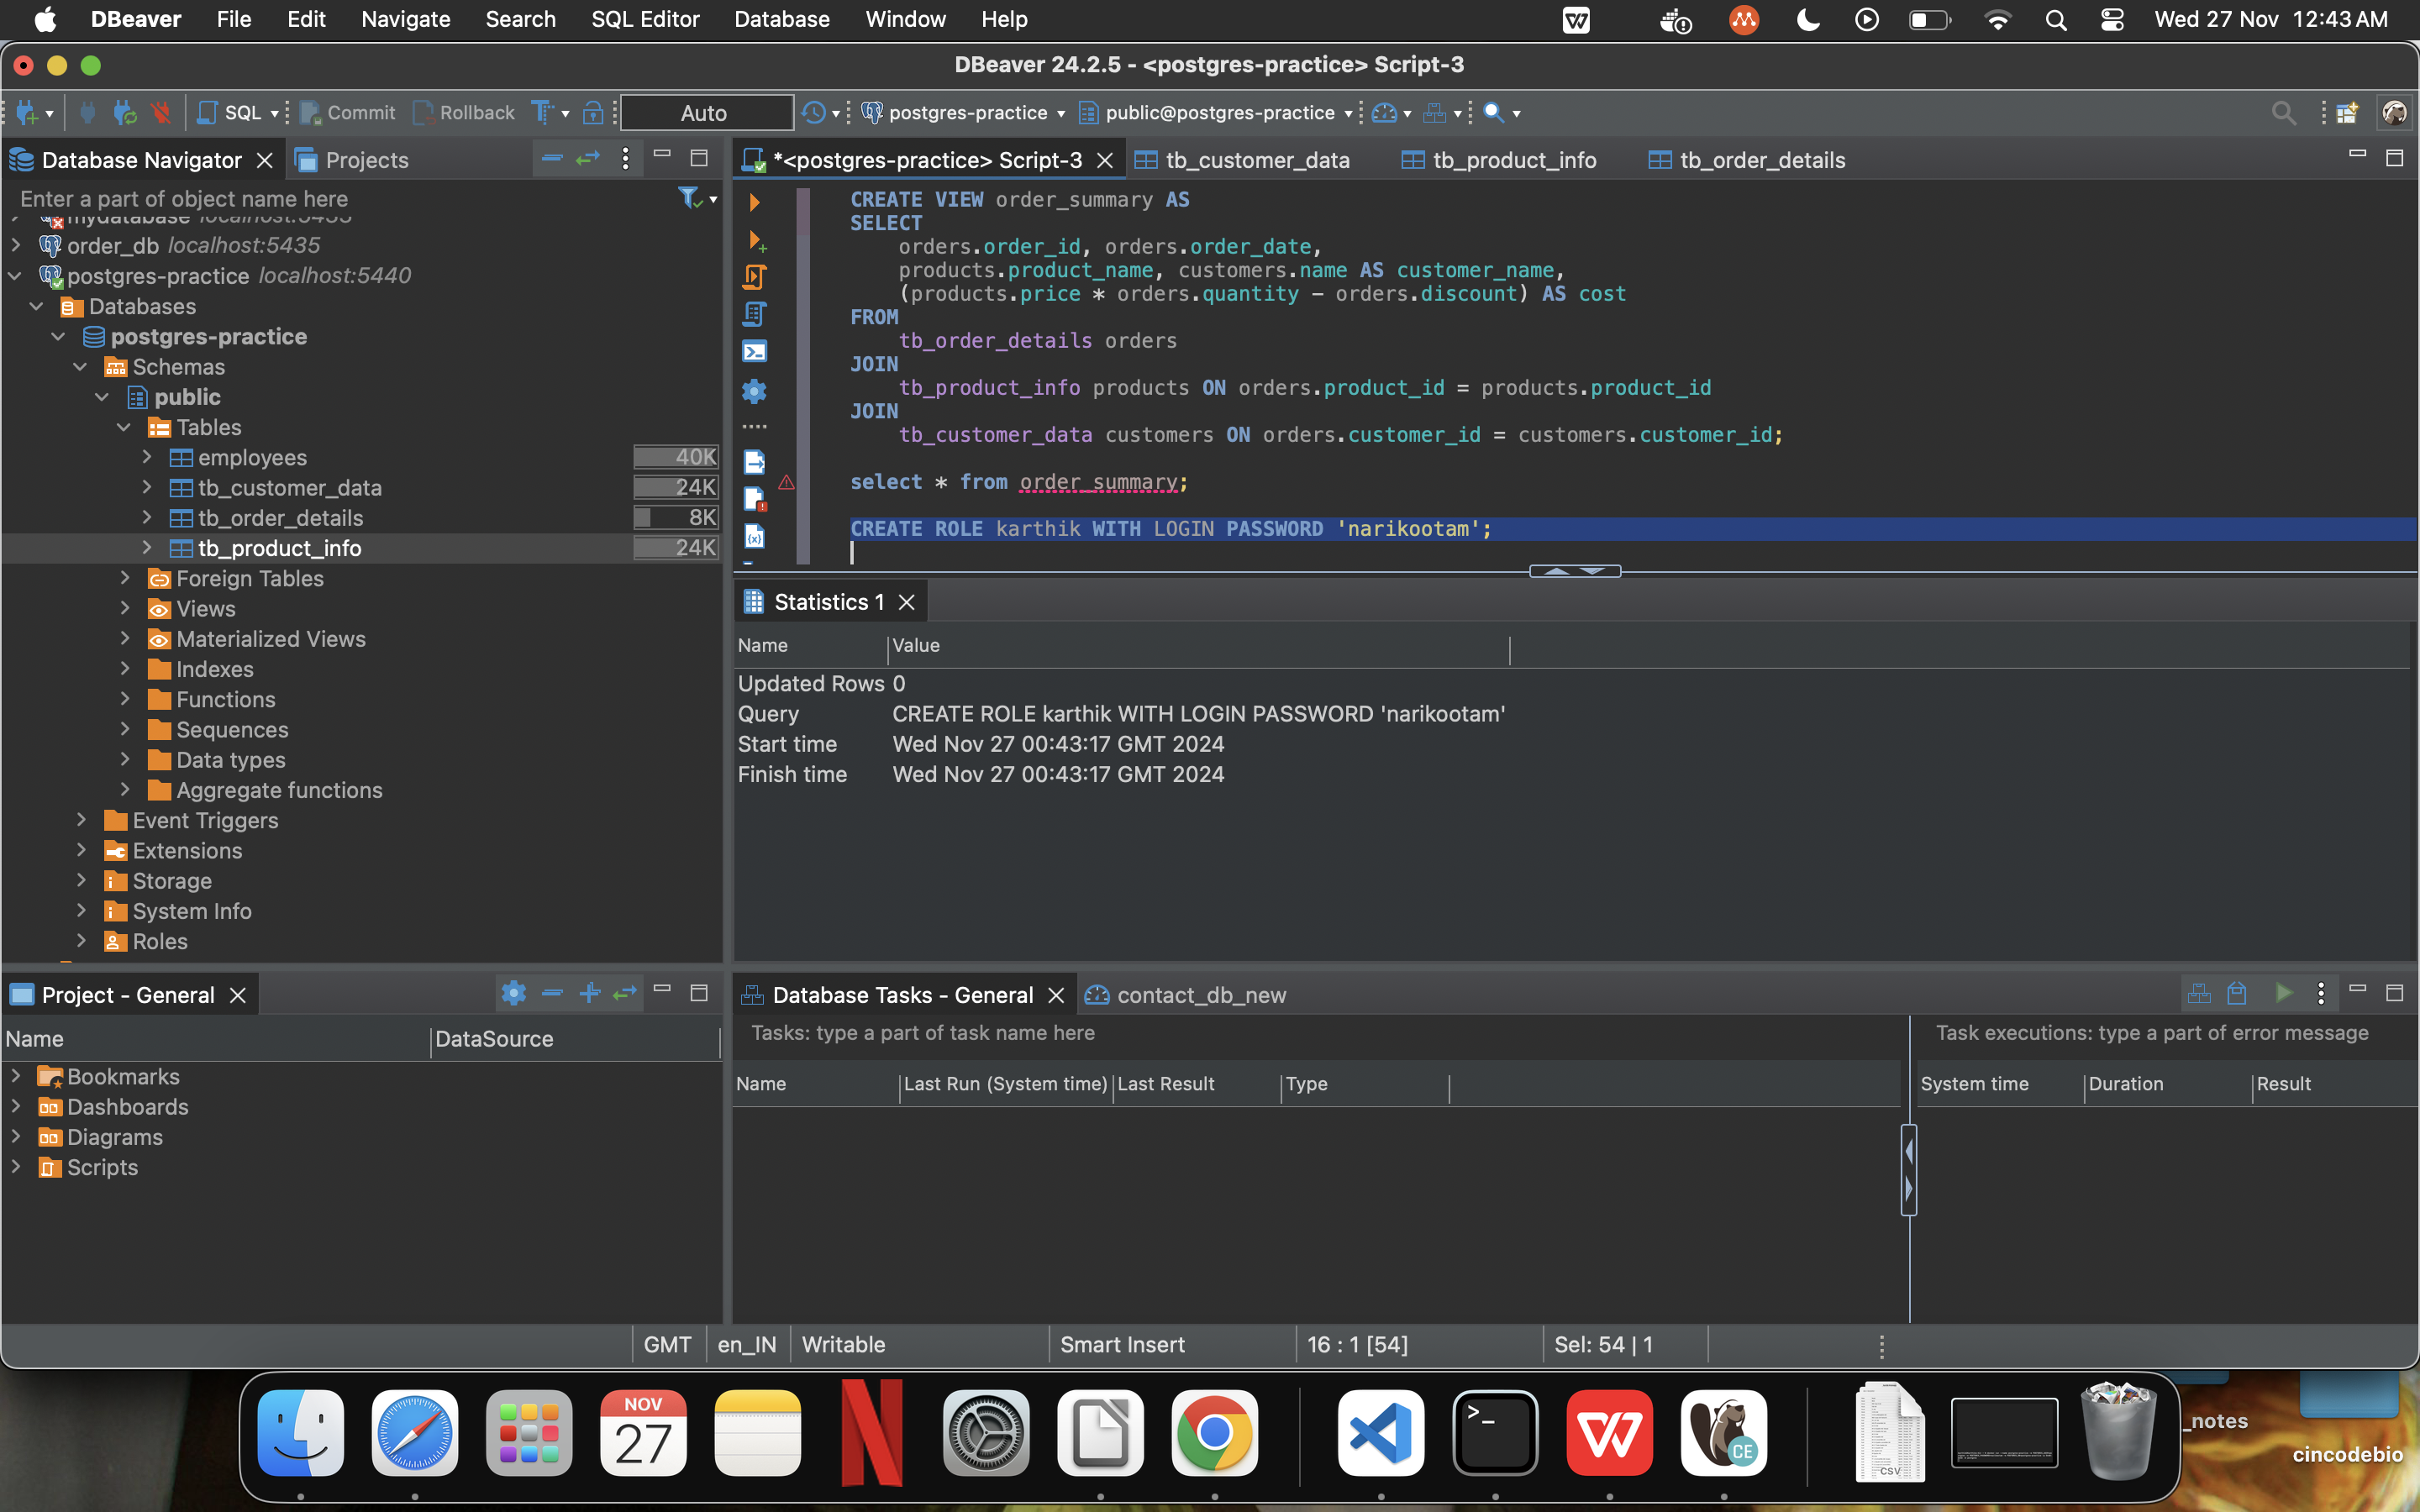 DBeaver File Edit Navigate Search SQL Editor Database Window Help Wed 27 Nov 12:43 AM
DBeaver 24.2.5 - <postgres-practice> Script-3
SQL Commit Rollback Auto postgres-practice public@postgres-practice
Database Navigator Projects
Enter a part of object name here
mydatabase localhost:5433
order_db localhost:5435
postgres-practice localhost:5440
Databases
postgres-practice
Schemas
public
Tables
employees 40K
tb_customer_data 24K
tb_order_details 8K
tb_product_info 24K
Foreign Tables
Views
Materialized Views
Indexes
Functions
Sequences
Data types
Aggregate functions
Event Triggers
Extensions
Storage
System Info
Roles
*<postgres-practice> Script-3 tb_customer_data tb_product_info tb_order_details
CREATE VIEW order_summary AS
SELECT
orders.order_id, orders.order_date,
products.product_name, customers.name AS customer_name,
(products.price * orders.quantity - orders.discount) AS cost
FROM
tb_order_details orders
JOIN
tb_product_info products ON orders.product_id = products.product_id
JOIN
tb_customer_data customers ON orders.customer_id = customers.customer_id;
select * from order_summary;
CREATE ROLE karthik WITH LOGIN PASSWORD 'narikootam';
Statistics 1
Name Value
Updated Rows 0
Query CREATE ROLE karthik WITH LOGIN PASSWORD 'narikootam'
Start time Wed Nov 27 00:43:17 GMT 2024
Finish time Wed Nov 27 00:43:17 GMT 2024
Project - General
Name DataSource
Bookmarks
Dashboards
Diagrams
Scripts
Database Tasks - General contact_db_new
Tasks: type a part of task name here
Name Last Run (System time) Last Result Type
Task executions: type a part of error message
System time Duration Result
GMT en_IN Writable Smart Insert 16 : 1 [54] Sel: 54 | 1
NOV
27
CE
CSV
_notes
cincodebio